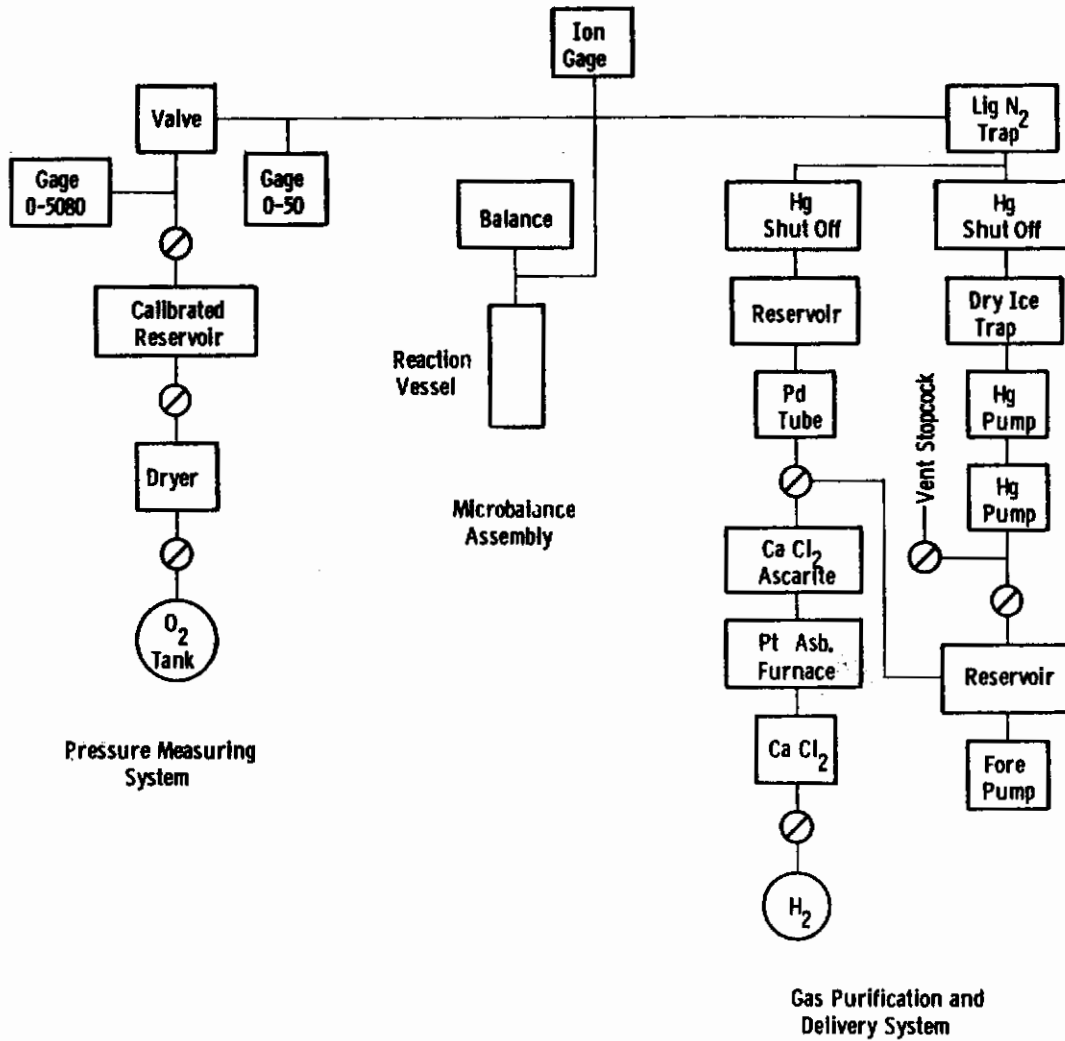 Ion
Gage
Valve
Lig N2
Trap
Gage
0-5080
Gage
0-50
Balance
Hg
Shut Off
Hg
Shut Off
Calibrated
Reservoir
Reservoir
Dry Ice
Trap
Reaction
Vessel
Pd
Tube
Hg
Pump
Vent Stopcock
Dryer
Hg
Pump
Microbalance
Assembly
Ca Cl2
Ascarite
O2
Tank
Pt Asb.
Furnace
Reservoir
Pressure Measuring
System
Ca Cl2
Fore
Pump
H2
Gas Purification and
Delivery System